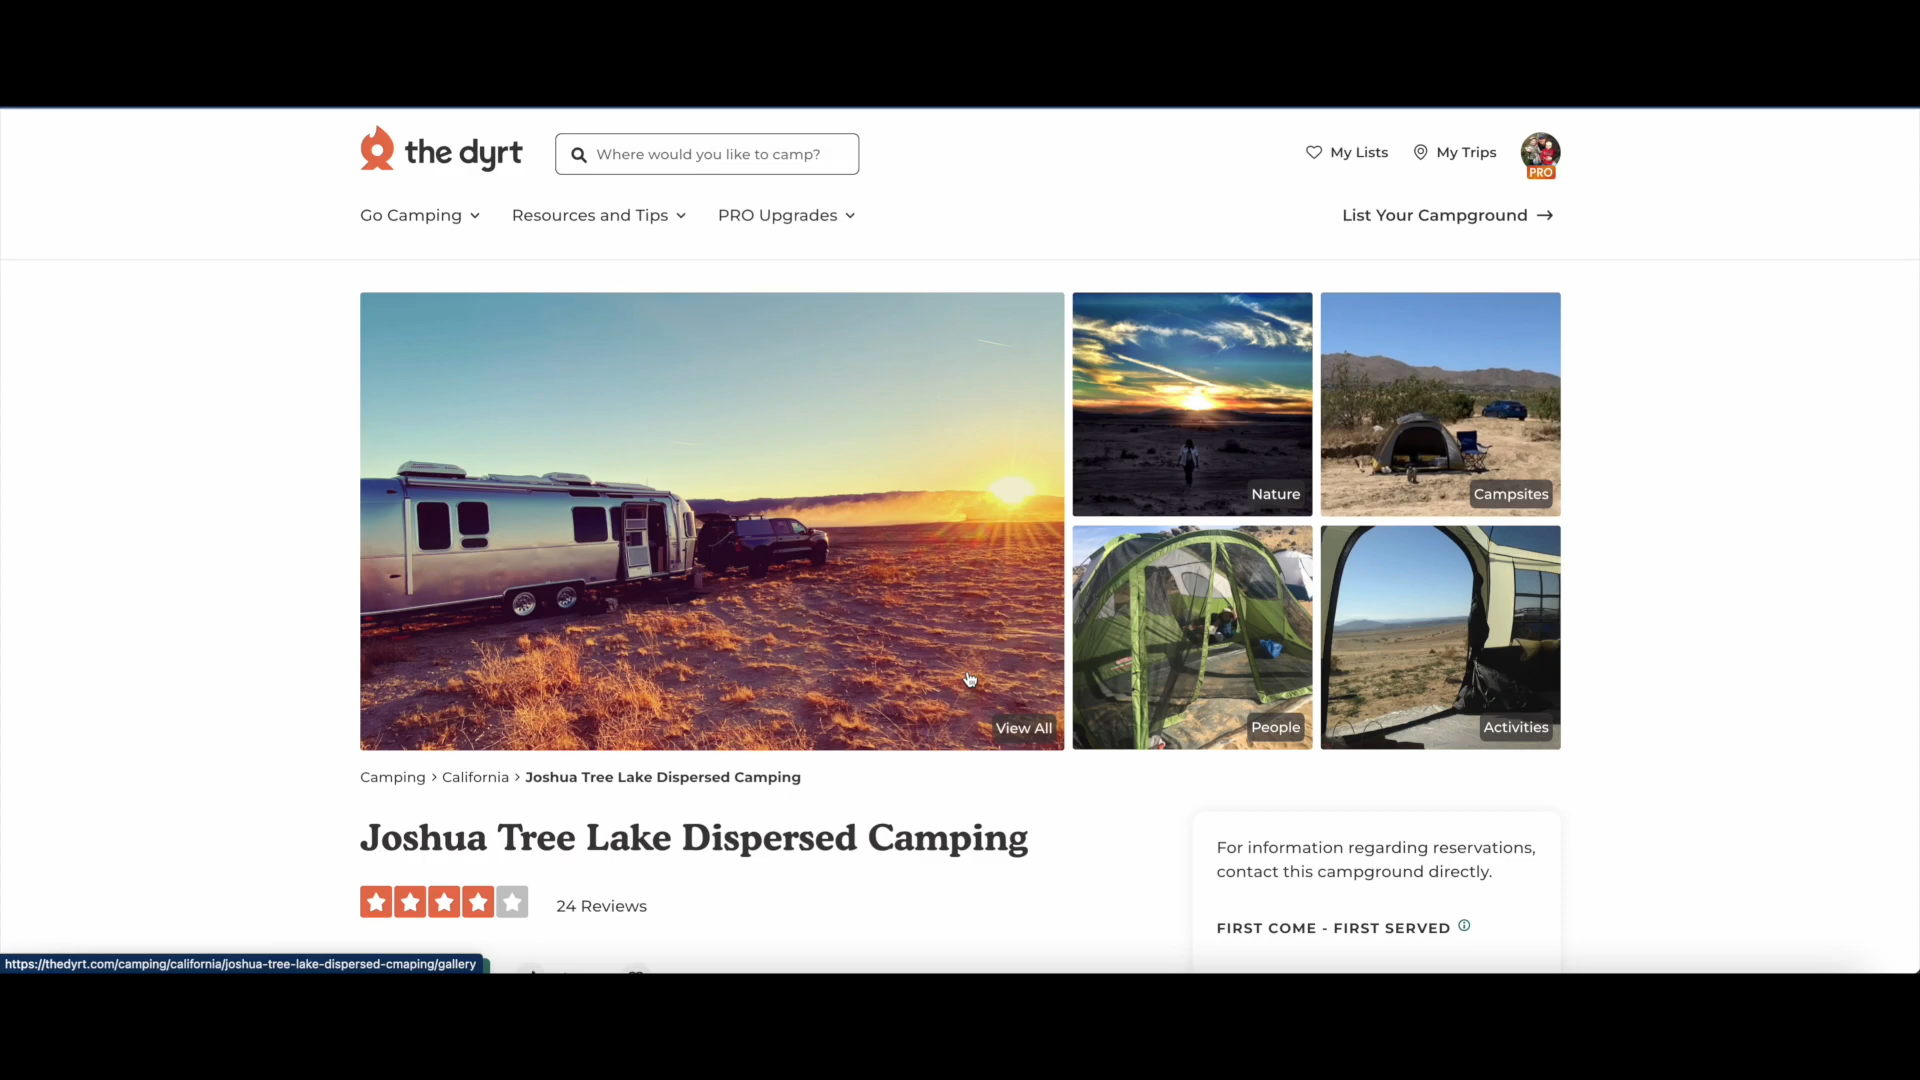 the dyrt
Where would you like to camp?
My Lists
My Trips
PRO
Go Camping
Resources and Tips
PRO Upgrades
List Your Campground →
Nature
Campsites
View All
People
Activities
Camping > California > Joshua Tree Lake Dispersed Camping
Joshua Tree Lake Dispersed Camping
24 Reviews
For information regarding reservations,
contact this campground directly.
FIRST COME - FIRST SERVED
https://thedyrt.com/camping/california/joshua-tree-lake-dispersed-cmaping/gallery